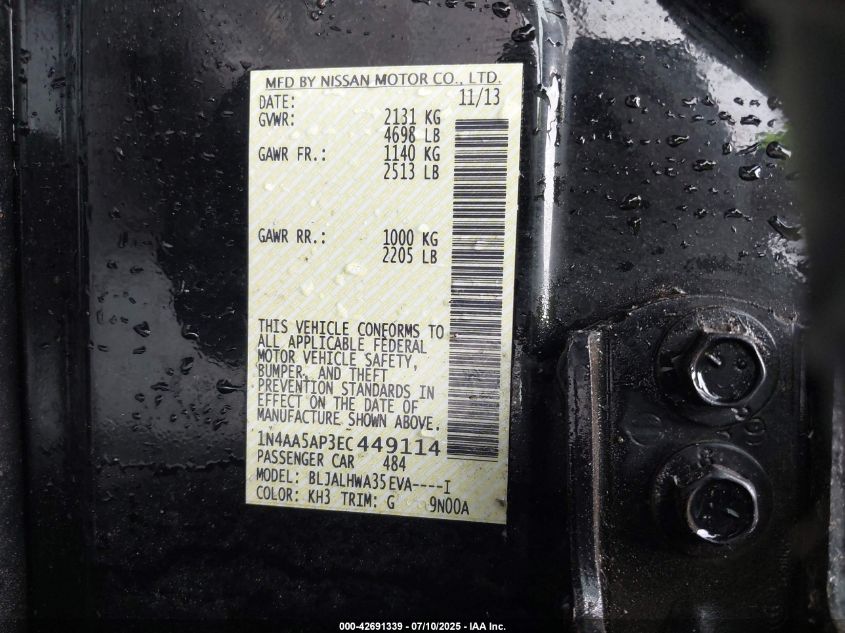 MFD BY NISSAN MOTOR CO., LTD.
DATE: 11/13
GVWR: 2131 KG
4698 LB
GAWR FR.: 1140 KG
2513 LB
GAWR RR.: 1000 KG
2205 LB
THIS VEHICLE CONFORMS TO
ALL APPLICABLE FEDERAL
MOTOR VEHICLE SAFETY,
BUMPER, AND THEFT
PREVENTION STANDARDS IN
EFFECT ON THE DATE OF
MANUFACTURE SHOWN ABOVE.
1N4AA5AP3EC449114
PASSENGER CAR 484
MODEL: BLJALHWA35EVA----I
COLOR: KH3 TRIM: G 9N00A
000-42691339 - 07/10/2025 - IAA Inc.